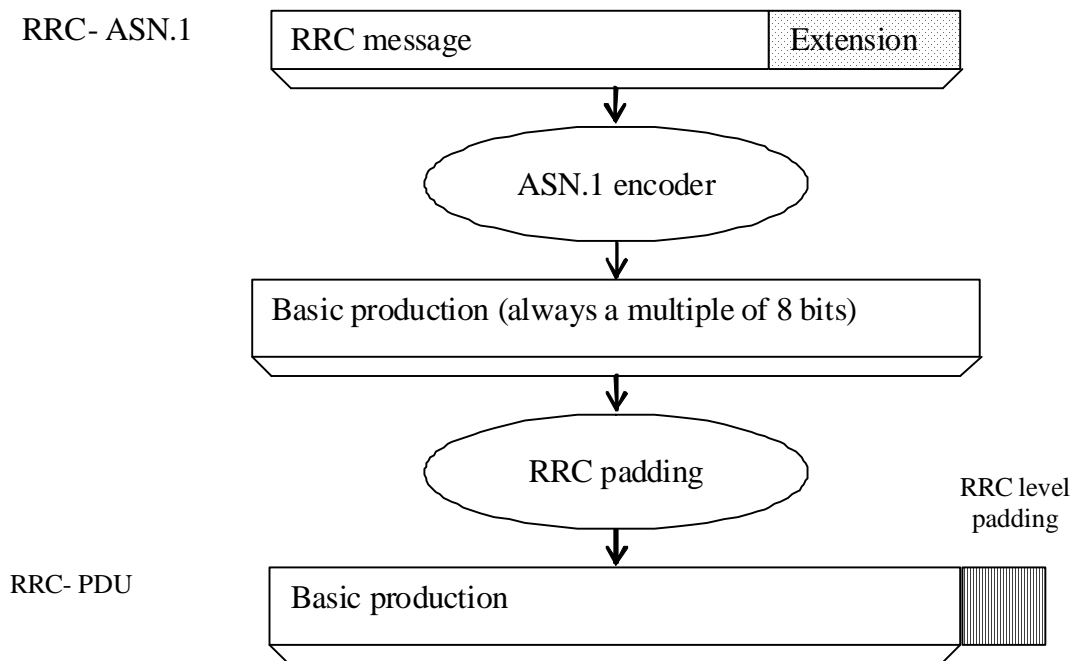 RRC- ASN.1
RRC message
Extension
ASN.1 encoder
Basic production (always a multiple of 8 bits)
RRC padding
RRC level
padding
RRC- PDU
Basic production